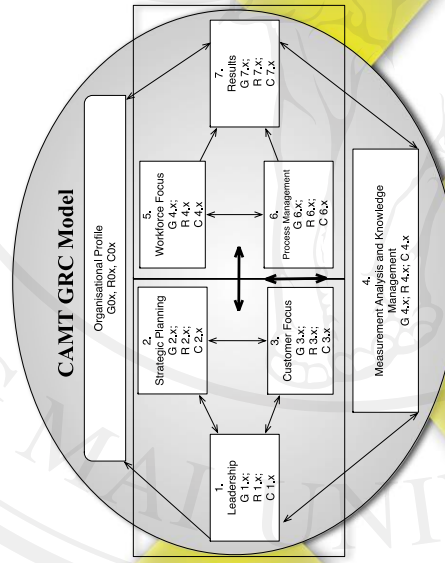 CAMT GRC Model
Organisational Profile
G0x, R0x, C0x
1.
Leadership
G 1.x;
R 1.x;
C 1.x
2.
Strategic Planning
G 2.x;
R 2.x;
C 2.x
3.
Customer Focus
G 3.x;
R 3.x;
C 3.x
5.
Workforce Focus
G 4.x;
R 4.x
C 4.x
6.
Process Management
G 6.x;
R 6.x;
C 6.x
7.
Results
G 7.x;
R 7.x;
C 7.x
4.
Measurement Analysis and Knowledge
Management
G 4.x; R 4.x; C 4.x